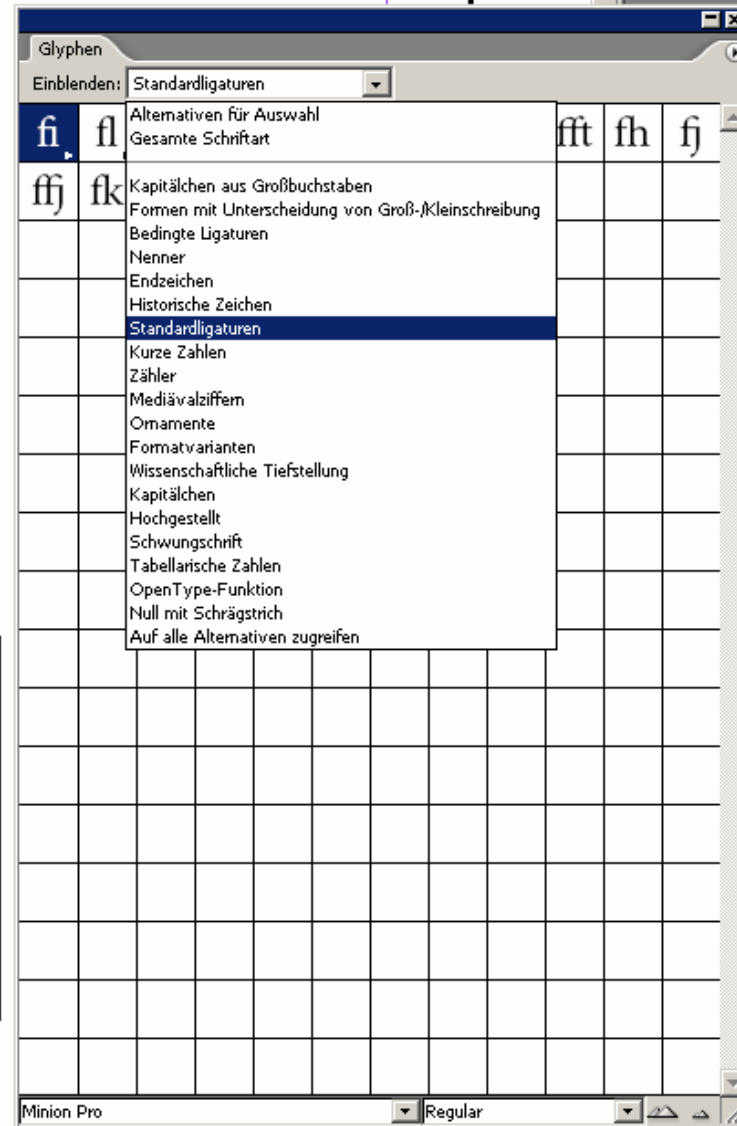 Glyphen
Einblenden: Standardligaturen
fi fl fft fh fj
ffj fk
Alternativen für Auswahl
Gesamte Schriftart
Kapitälchen aus Großbuchstaben
Formen mit Unterscheidung von Groß-/Kleinschreibung
Bedingte Ligaturen
Nenner
Endzeichen
Historische Zeichen
Standardligaturen
Kurze Zahlen
Zähler
Mediävalziffern
Ornamente
Formatvarianten
Wissenschaftliche Tiefstellung
Kapitälchen
Hochgestellt
Schwungschrift
Tabellarische Zahlen
OpenType-Funktion
Null mit Schrägstrich
Auf alle Alternativen zugreifen
Minion Pro Regular